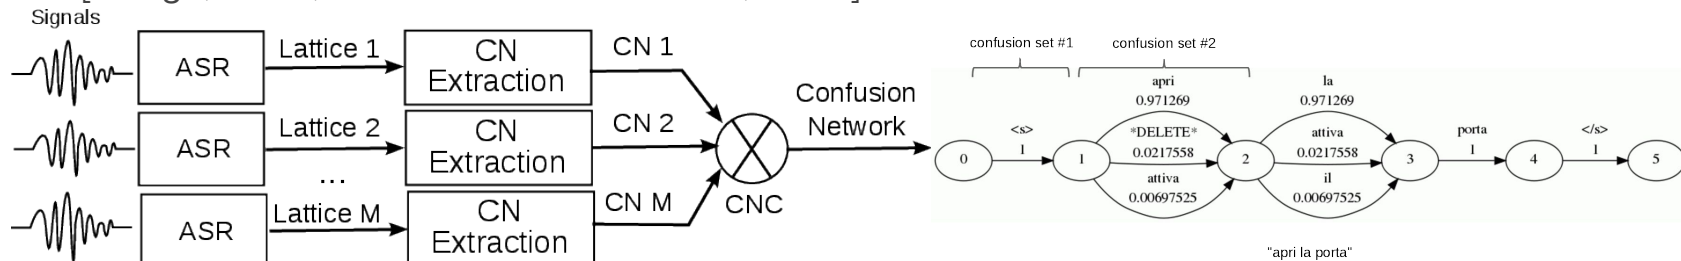 Signals
ASR
Lattice 1
CN
Extraction
CN 1
ASR
Lattice 2
CN
Extraction
CN 2
...
ASR
Lattice M
CN
Extraction
CN M
CNC
Confusion
Network
confusion set #1
confusion set #2
0
<s>
1
1
apri
0.971269
*DELETE*
0.0217558
attiva
0.00697525
2
la
0.971269
attiva
0.0217558
il
0.00697525
3
porta
1
4
</s>
1
5
"apri la porta"